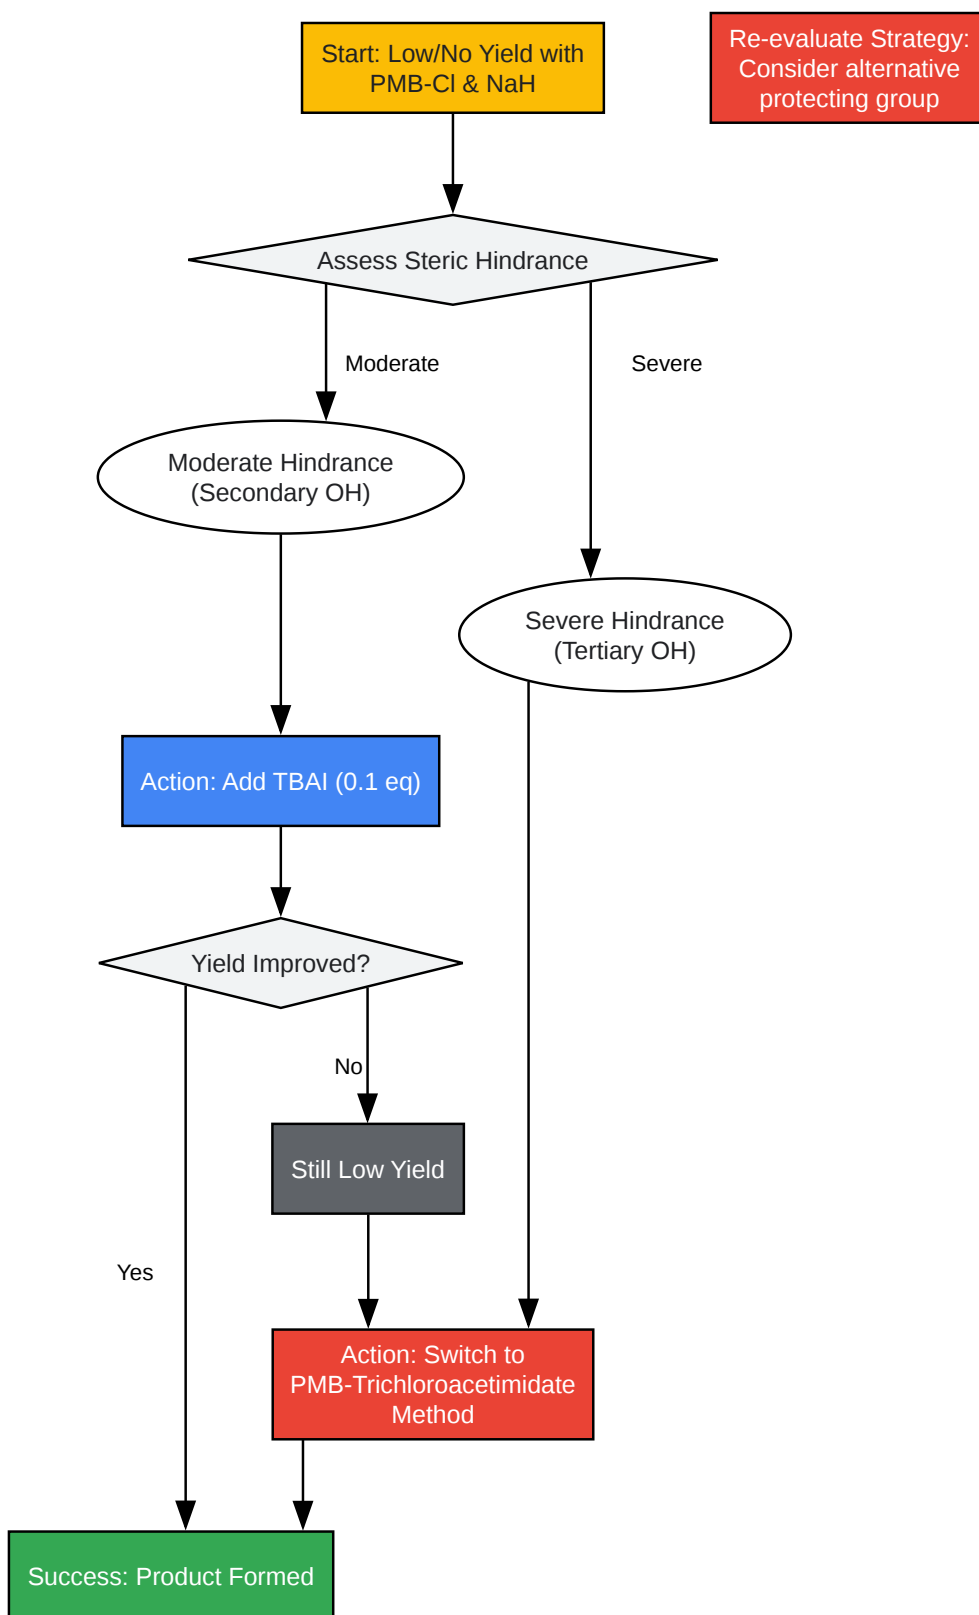 Start: Low/No Yield with
PMB-Cl & NaH
Re-evaluate Strategy:
Consider alternative
protecting group
Assess Steric Hindrance
Moderate
Severe
Moderate Hindrance
(Secondary OH)
Severe Hindrance
(Tertiary OH)
Action: Add TBAI (0.1 eq)
Yield Improved?
No
Still Low Yield
Yes
Action: Switch to
PMB-Trichloroacetimidate
Method
Success: Product Formed